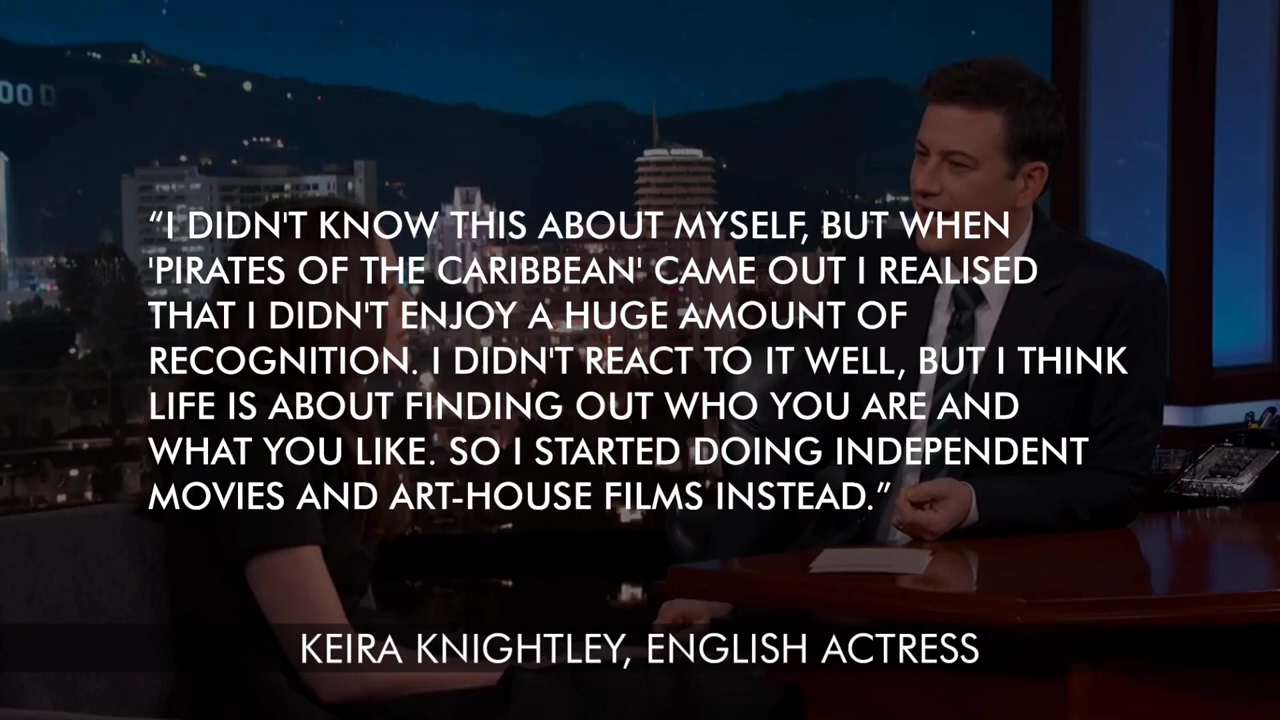 OOD
“I DIDN'T KNOW THIS ABOUT MYSELF, BUT WHEN
'PIRATES OF THE CARIBBEAN' CAME OUT I REALISED
THAT I DIDN'T ENJOY A HUGE AMOUNT OF
RECOGNITION. I DIDN'T REACT TO IT WELL, BUT I THINK
LIFE IS ABOUT FINDING OUT WHO YOU ARE AND
WHAT YOU LIKE. SO I STARTED DOING INDEPENDENT
MOVIES AND ART-HOUSE FILMS INSTEAD.”
KEIRA KNIGHTLEY, ENGLISH ACTRESS